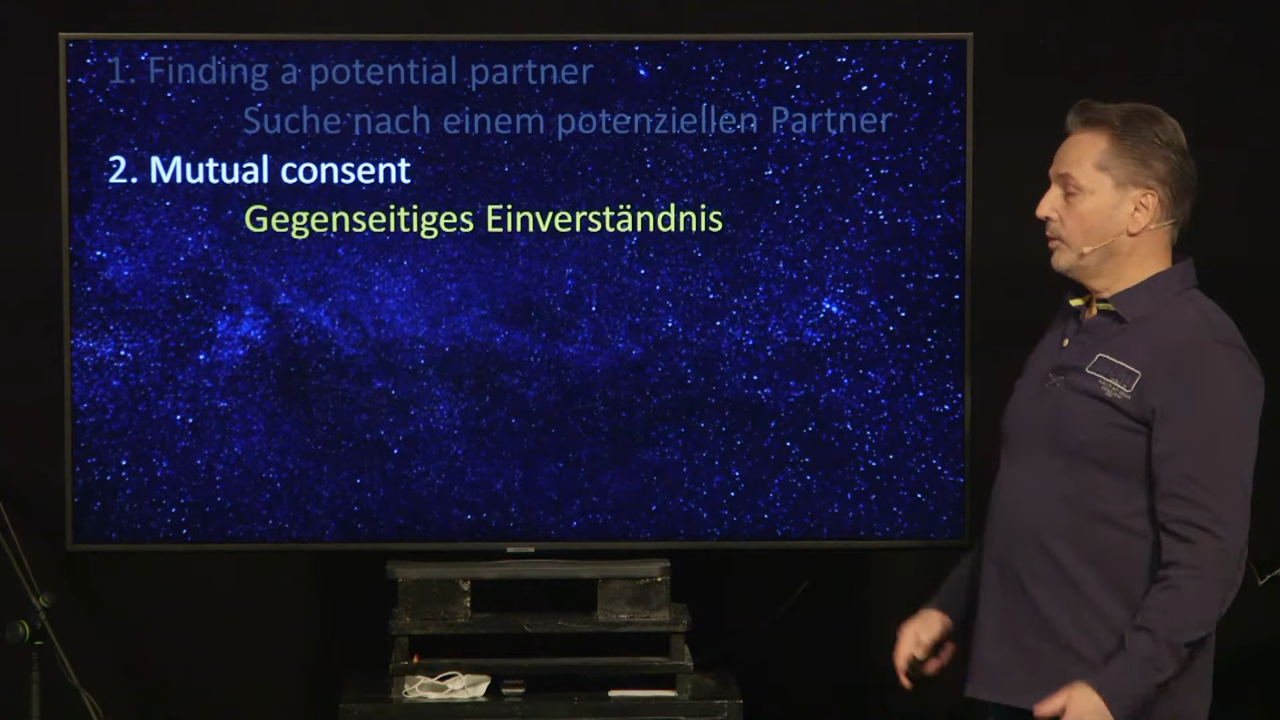 1. Finding a potential partner
Suche nach einem potenziellen Partner
2. Mutual consent
Gegenseitiges Einverständnis